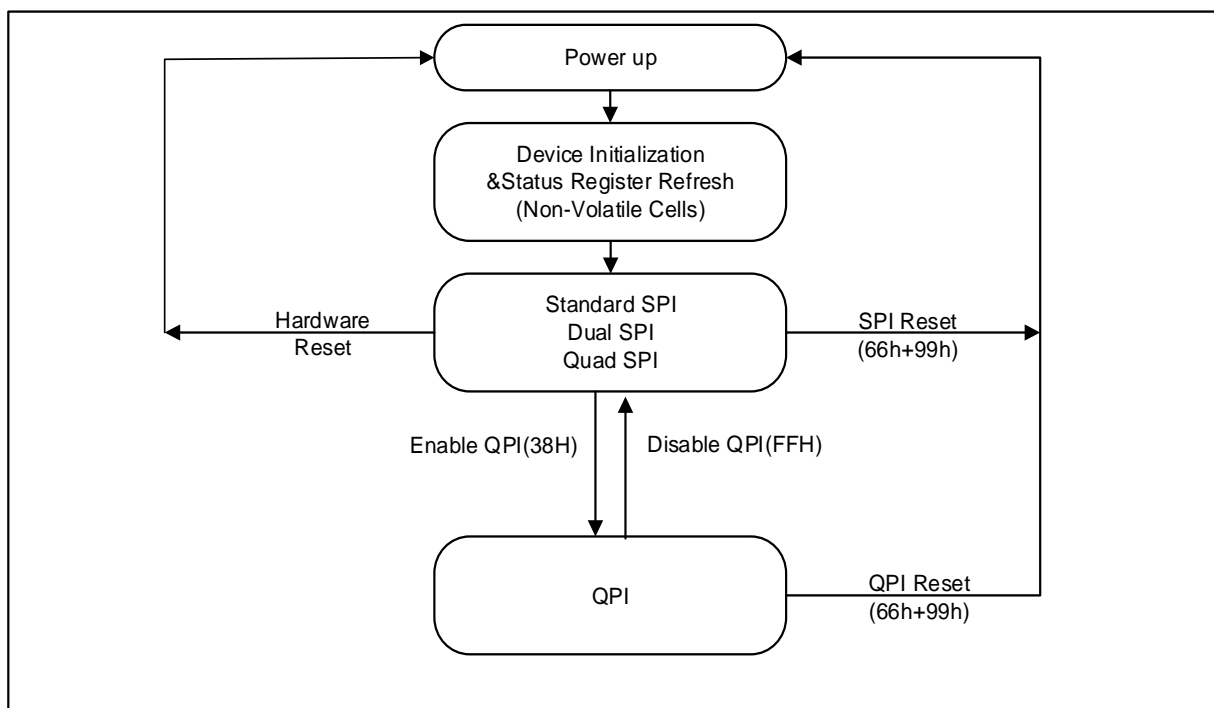 Power up
Device Initialization
&Status Register Refresh
(Non-Volatile Cells)
Standard SPI
Dual SPI
Quad SPI
Hardware
Reset
SPI Reset
(66h+99h)
Enable QPI(38H)
Disable QPI(FFH)
QPI
QPI Reset
(66h+99h)